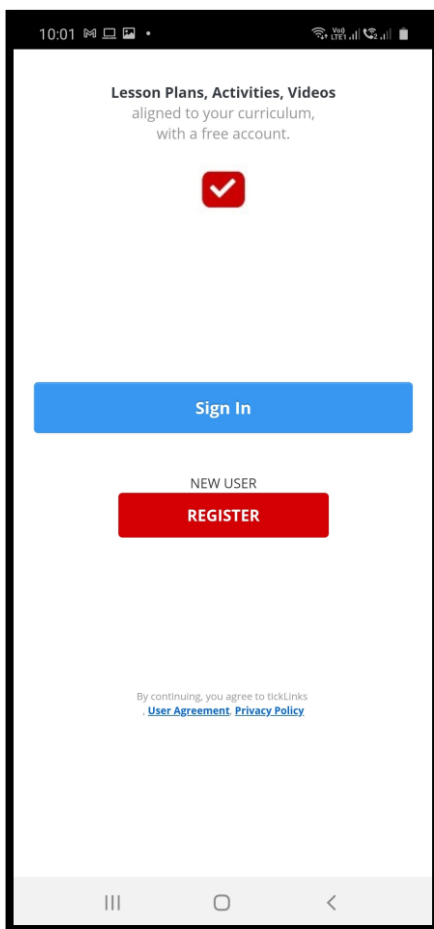 10:01
Lesson Plans, Activities, Videos
aligned to your curriculum,
with a free account.
Sign In
NEW USER
REGISTER
By continuing, you agree to tickLinks
, User Agreement, Privacy Policy